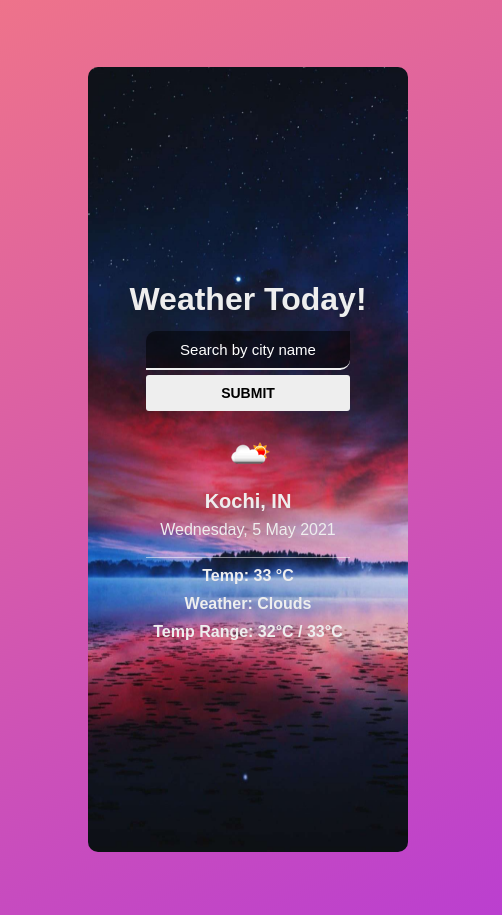 Weather Today!
Search by city name
SUBMIT
Kochi, IN
Wednesday, 5 May 2021
Temp: 33 °C
Weather: Clouds
Temp Range: 32°C / 33°C